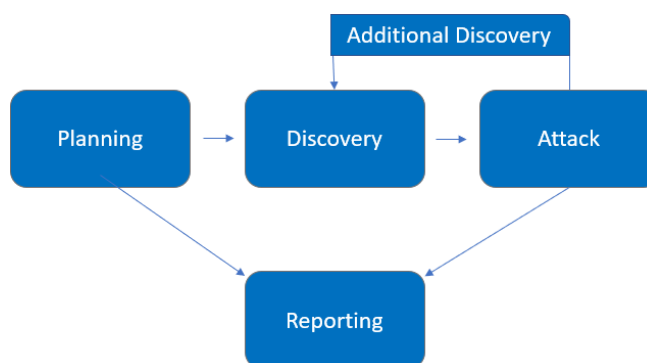 Additional Discovery
Planning
Discovery
Attack
Reporting